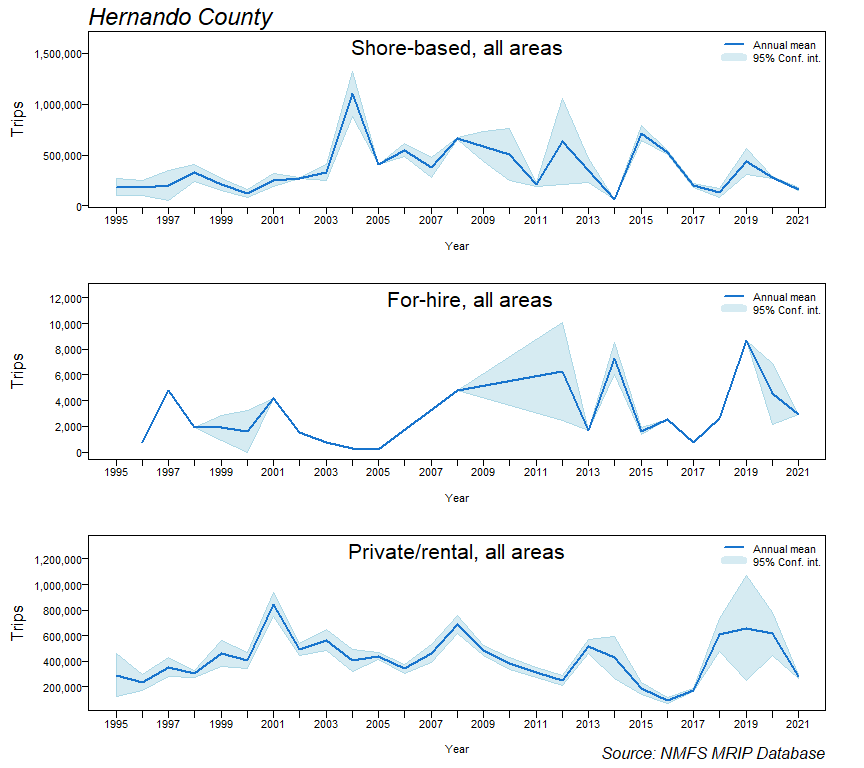 Hernando County
Shore-based, all areas
Annual mean
95% Conf. int.
Trips
1,500,000
1,000,000
500,000
0
1995 1997 1999 2001 2003 2005 2007 2009 2011 2013 2015 2017 2019 2021
Year
For-hire, all areas
Annual mean
95% Conf. int.
Trips
12,000
10,000
8,000
6,000
4,000
2,000
0
1995 1997 1999 2001 2003 2005 2007 2009 2011 2013 2015 2017 2019 2021
Year
Private/rental, all areas
Annual mean
95% Conf. int.
Trips
1,200,000
1,000,000
800,000
600,000
400,000
200,000
1995 1997 1999 2001 2003 2005 2007 2009 2011 2013 2015 2017 2019 2021
Year
Source: NMFS MRIP Database